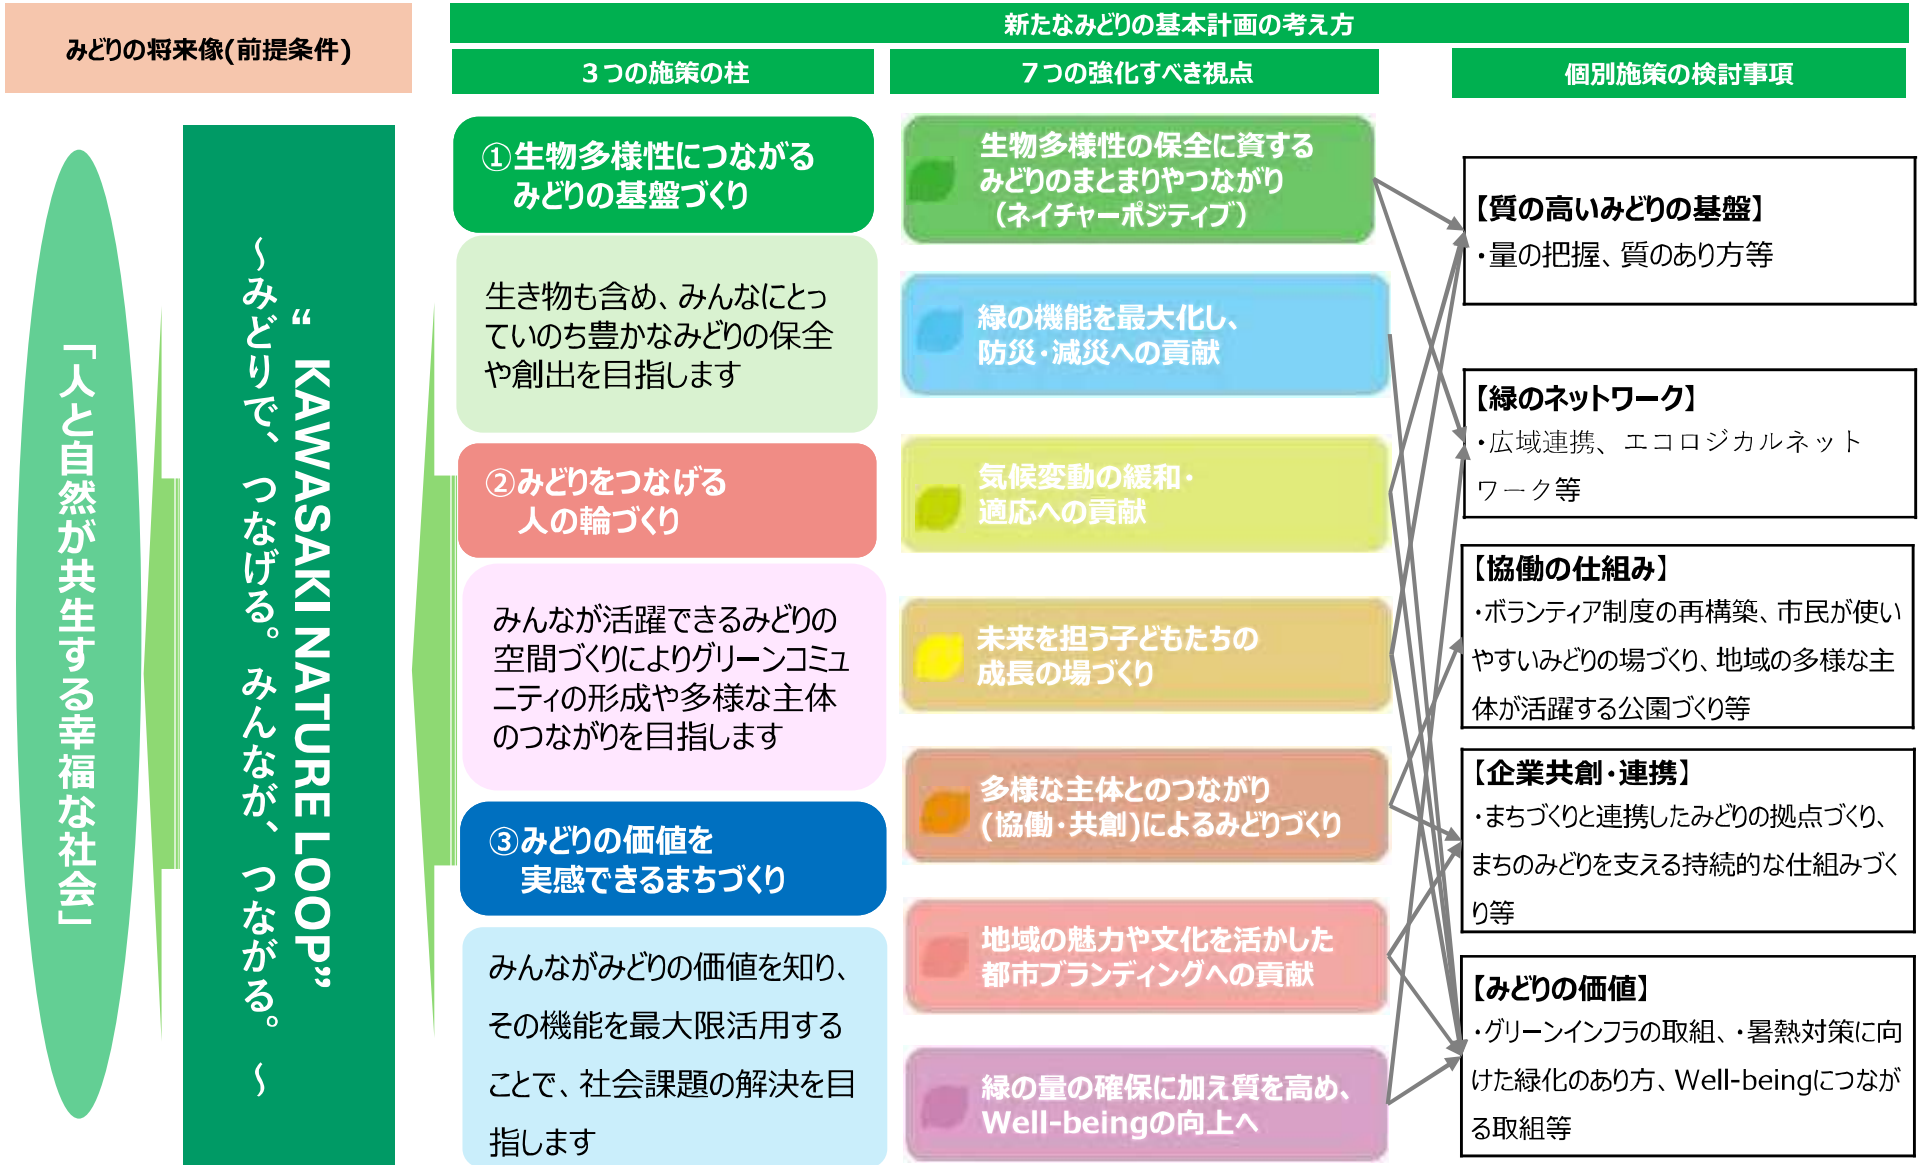 みどりの将来像(前提条件)
「人と自然が共生する幸福な社会」
“ KAWASAKI NATURE LOOP”
～みどりで、つなげる。みんなが、つながる。～
新たなみどりの基本計画の考え方
３つの施策の柱
①生物多様性につながる
みどりの基盤づくり
生き物も含め、みんなにとっ
ていのち豊かなみどりの保全
や創出を目指します
②みどりをつなげる
人の輪づくり
みんなが活躍できるみどりの
空間づくりによりグリーンコミュ
ニティの形成や多様な主体
のつながりを目指します
③みどりの価値を
実感できるまちづくり
みんながみどりの価値を知り、
その機能を最大限活用する
ことで、社会課題の解決を目
指します
７つの強化すべき視点
生物多様性の保全に資する
みどりのまとまりやつながり
（ネイチャーポジティブ）
緑の機能を最大化し、
防災・減災への貢献
気候変動の緩和・
適応への貢献
未来を担う子どもたちの
成長の場づくり
多様な主体とのつながり
(協働・共創)によるみどりづくり
地域の魅力や文化を活かした
都市ブランディングへの貢献
緑の量の確保に加え質を高め、
Well-beingの向上へ
個別施策の検討事項
【質の高いみどりの基盤】
・量の把握、質のあり方等
【緑のネットワーク】
・広域連携、エコロジカルネット
ワーク等
【協働の仕組み】
・ボランティア制度の再構築、市民が使い
やすいみどりの場づくり、地域の多様な主
体が活躍する公園づくり等
【企業共創・連携】
・まちづくりと連携したみどりの拠点づくり、
まちのみどりを支える持続的な仕組みづく
り等
【みどりの価値】
・グリーンインフラの取組、・暑熱対策に向
けた緑化のあり方、Well-beingにつなが
る取組等